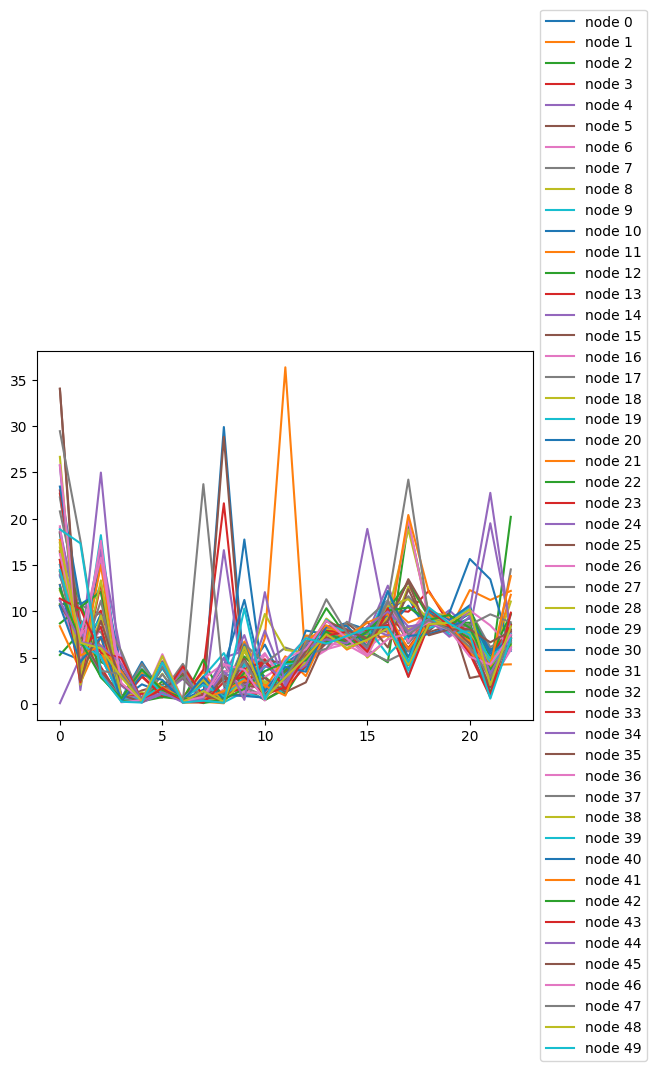 node 0
node 1
node 2
node 3
node 4
node 5
node 6
node 7
node 8
node 9
node 10
node 11
node 12
node 13
node 14
node 15
node 16
node 17
node 18
node 19
node 20
node 21
node 22
node 23
node 24
node 25
node 26
node 27
node 28
node 29
node 30
node 31
node 32
node 33
node 34
node 35
node 36
node 37
node 38
node 39
node 40
node 41
node 42
node 43
node 44
node 45
node 46
node 47
node 48
node 49
35
30
25
20
15
10
5
0
0 5 10 15 20